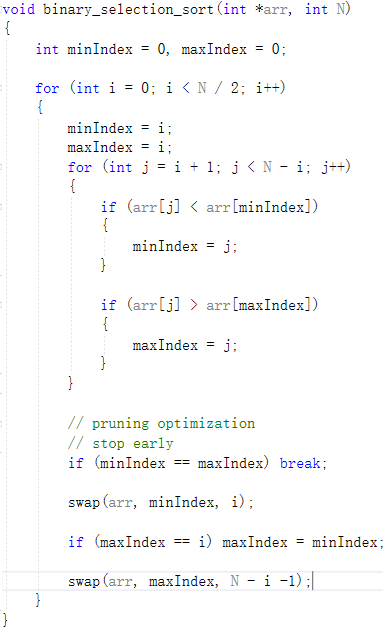 void binary_selection_sort(int *arr, int N)
{
    int minIndex = 0, maxIndex = 0;

    for (int i = 0; i < N / 2; i++)
    {
        minIndex = i;
        maxIndex = i;
        for (int j = i + 1; j < N - i; j++)
        {
            if (arr[j] < arr[minIndex])
            {
                minIndex = j;
            }

            if (arr[j] > arr[maxIndex])
            {
                maxIndex = j;
            }
        }

        // pruning optimization
        // stop early
        if (minIndex == maxIndex) break;

        swap(arr, minIndex, i);

        if (maxIndex == i) maxIndex = minIndex;

        swap(arr, maxIndex, N - i -1);
    }
}